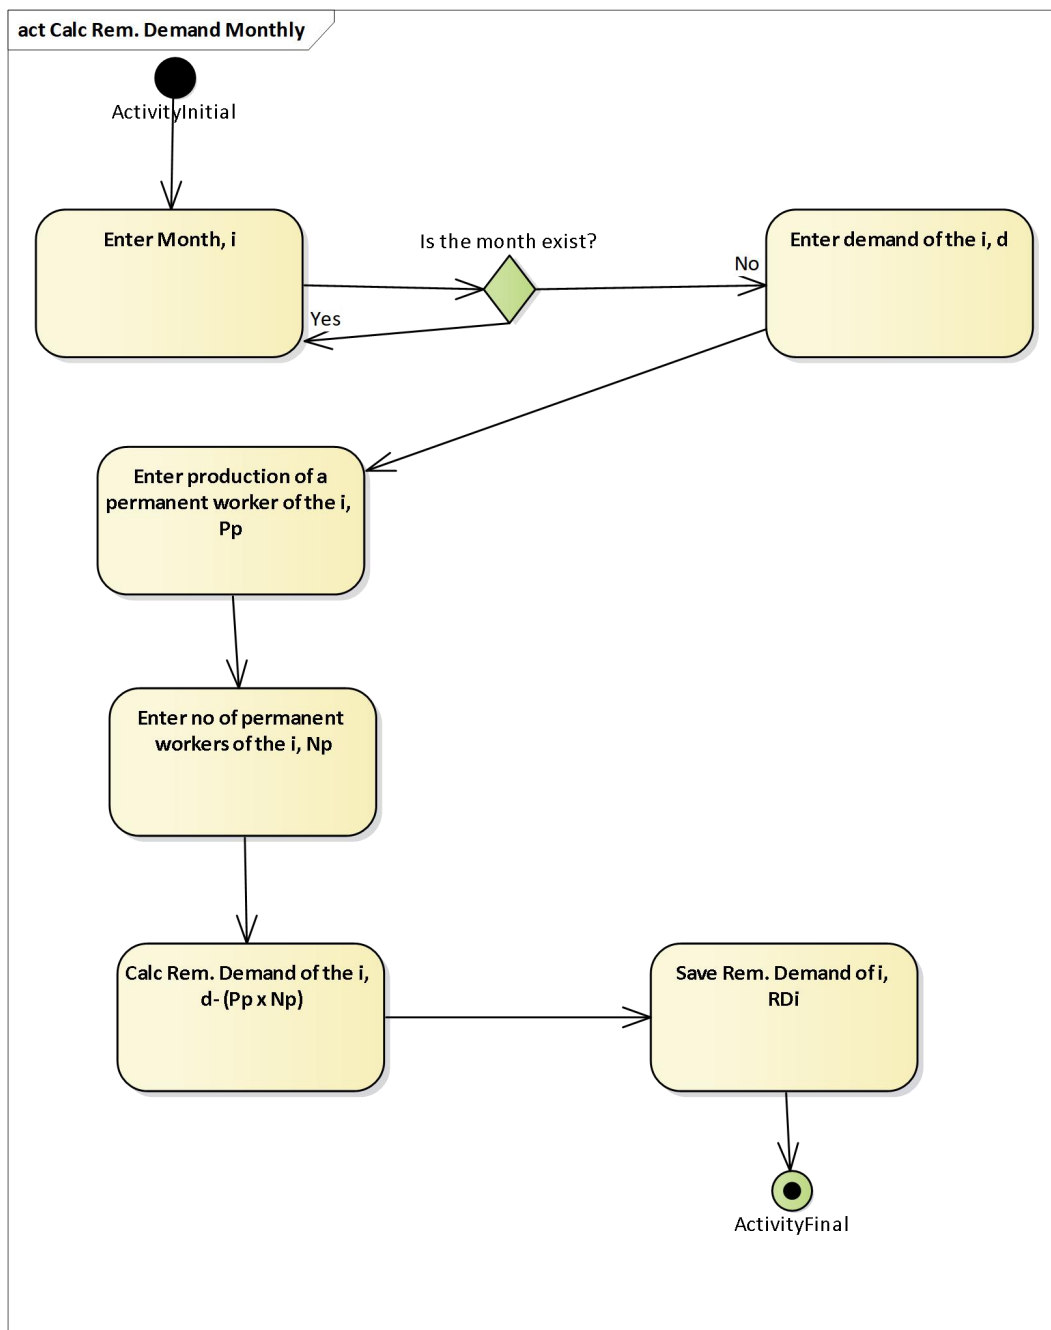 act Calc Rem. Demand Monthly
ActivityInitial
Enter Month, i
Is the month exist?
Yes
No
Enter demand of the i, d
Enter production of a
permanent worker of the i,
Pp
Enter no of permanent
workers of the i, Np
Calc Rem. Demand of the i,
d- (Pp x Np)
Save Rem. Demand of i,
RDi
ActivityFinal